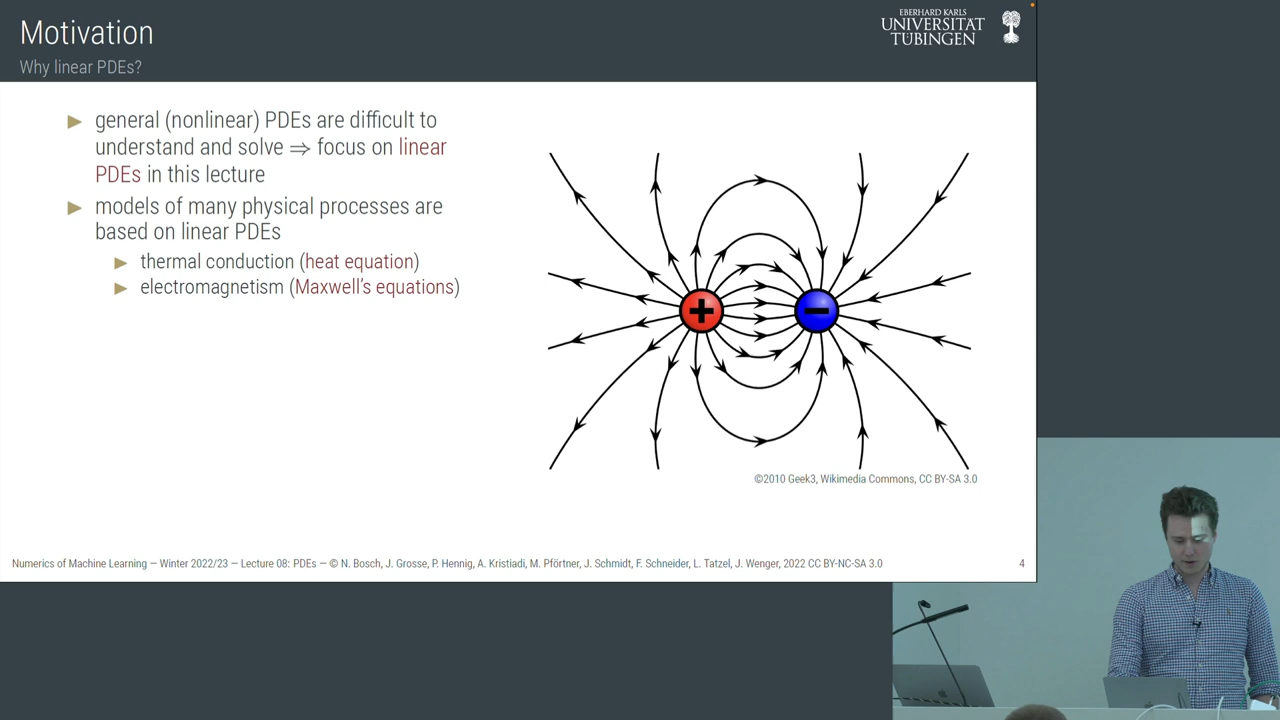 Motivation
Why linear PDEs?
EBERHARD KARLS
UNIVERSITÄT
TÜBINGEN
▶ general (nonlinear) PDEs are difficult to
understand and solve ⇒ focus on linear
PDEs in this lecture
▶ models of many physical processes are
based on linear PDEs
▶ thermal conduction (heat equation)
▶ electromagnetism (Maxwell's equations)
+ −
©2010 Geek3, Wikimedia Commons, CC BY-SA 3.0
Numerics of Machine Learning — Winter 2022/23 — Lecture 08: PDEs — © N. Bosch, J. Grosse, P. Hennig, A. Kristiadi, M. Pförtner, J. Schmidt, F. Schneider, L. Tatzel, J. Wenger, 2022 CC BY-NC-SA 3.0 4